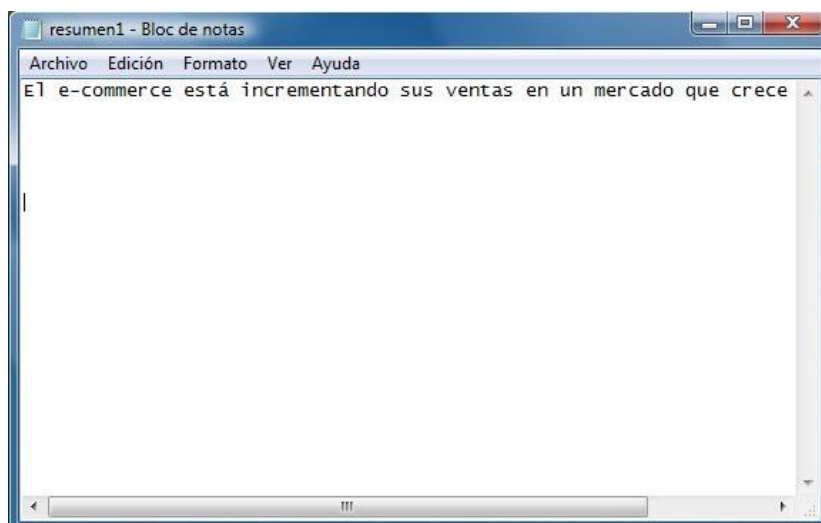 resumen1 - Bloc de notas
Archivo Edición Formato Ver Ayuda
El e-commerce está incrementando sus ventas en un mercado que crece